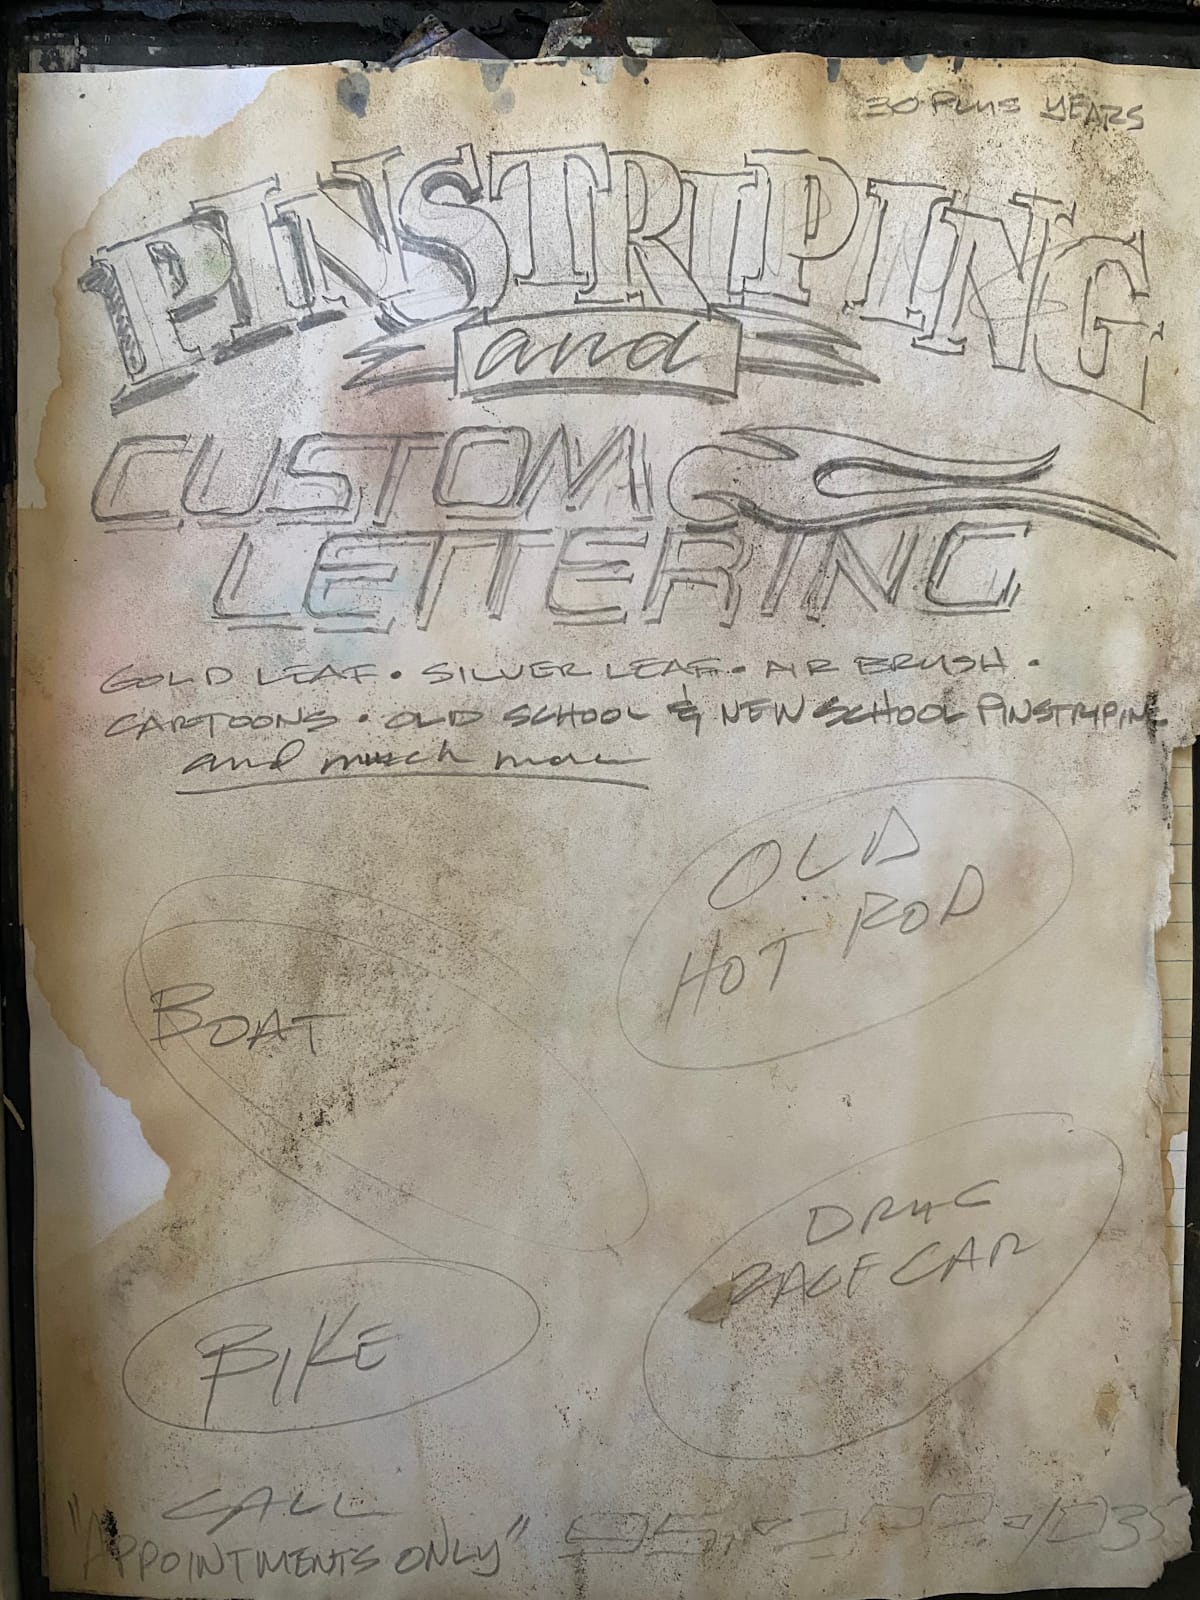 30 PLUS YEARS
PINSTRIPING
and
CUSTOM
LETTERING
GOLD LEAF • SILVER LEAF • AIR BRUSH •
CARTOONS • OLD SCHOOL & NEW SCHOOL PINSTRIPING
and much more
OLD
HOT ROD
BOAT
DRAG
RACE CAR
BIKE
CALL
"APPOINTMENTS ONLY"